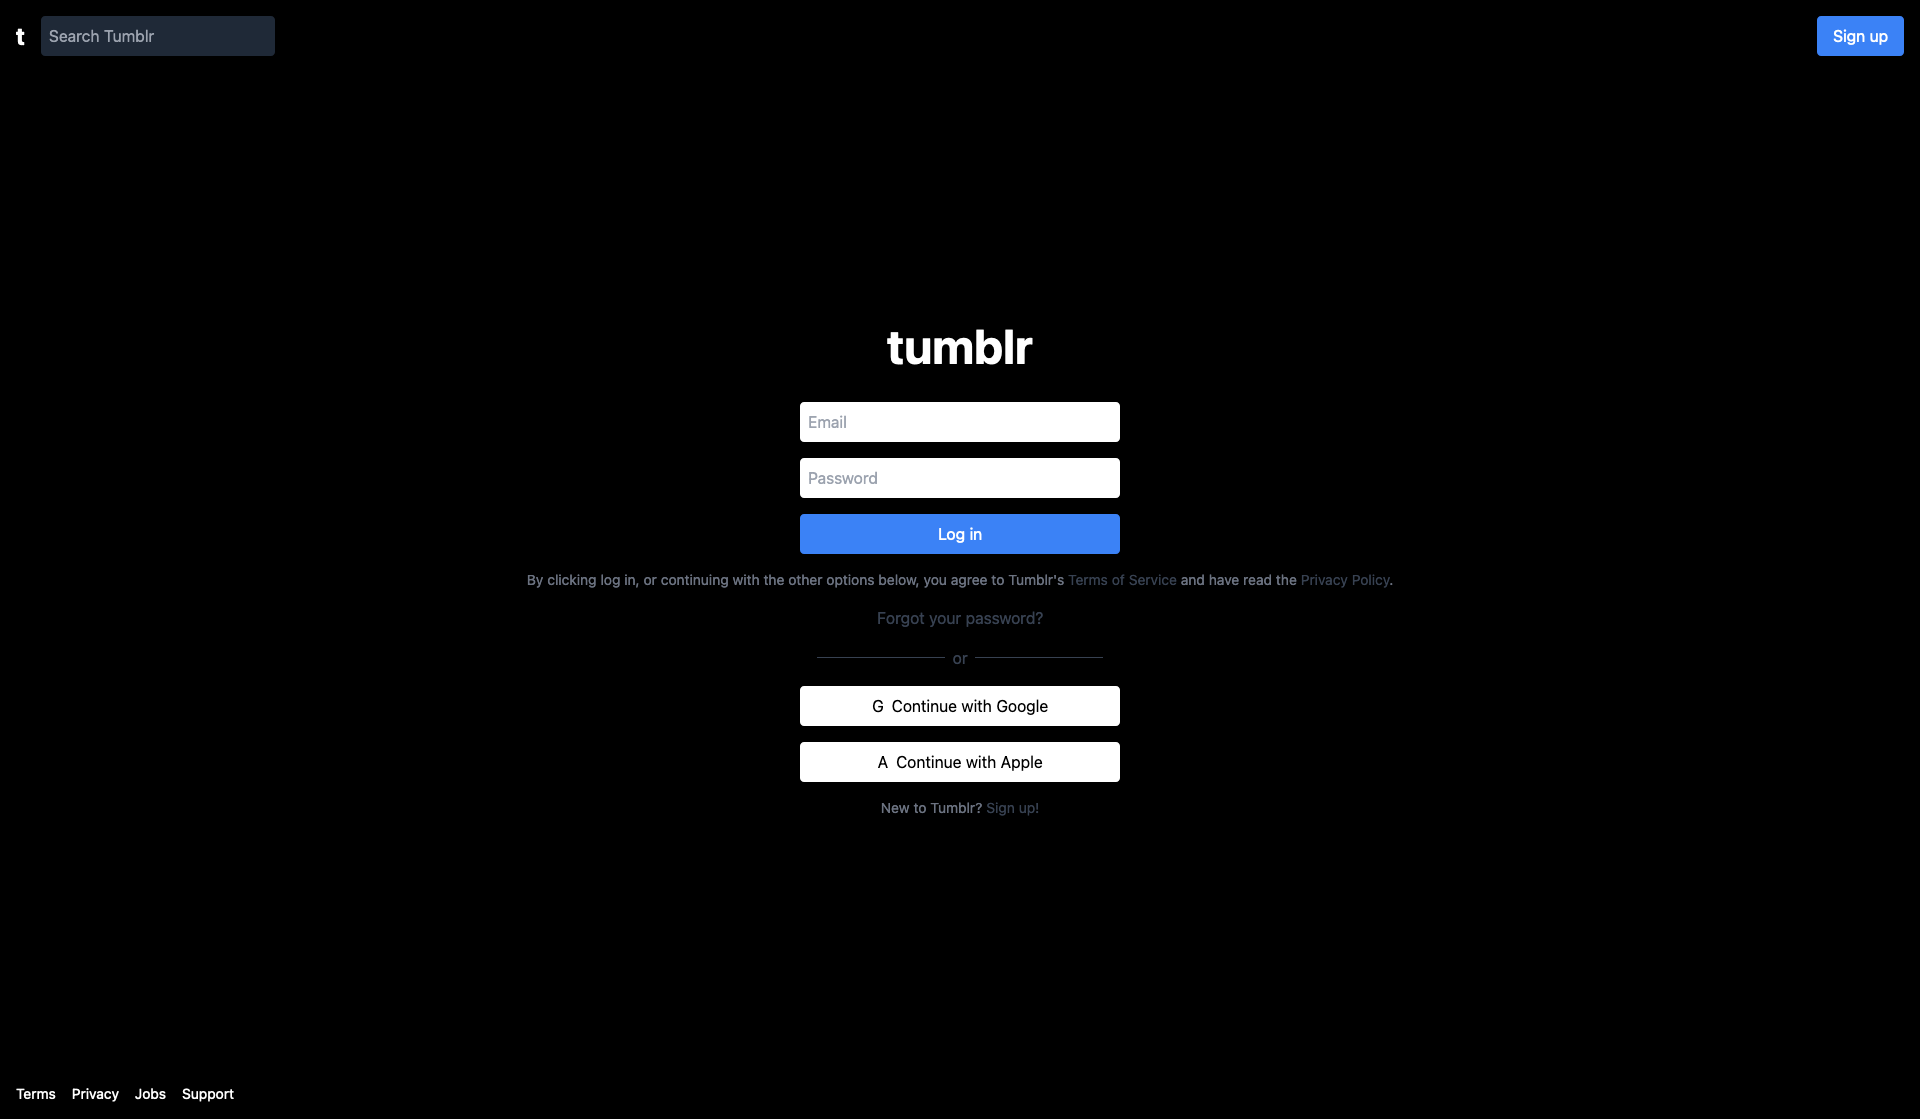 t
Search Tumblr
Sign up
tumblr
Email
Password
Log in
By clicking log in, or continuing with the other options below, you agree to Tumblr's Terms of Service and have read the Privacy Policy.
Forgot your password?
or
G Continue with Google
A Continue with Apple
New to Tumblr? Sign up!
Terms Privacy Jobs Support